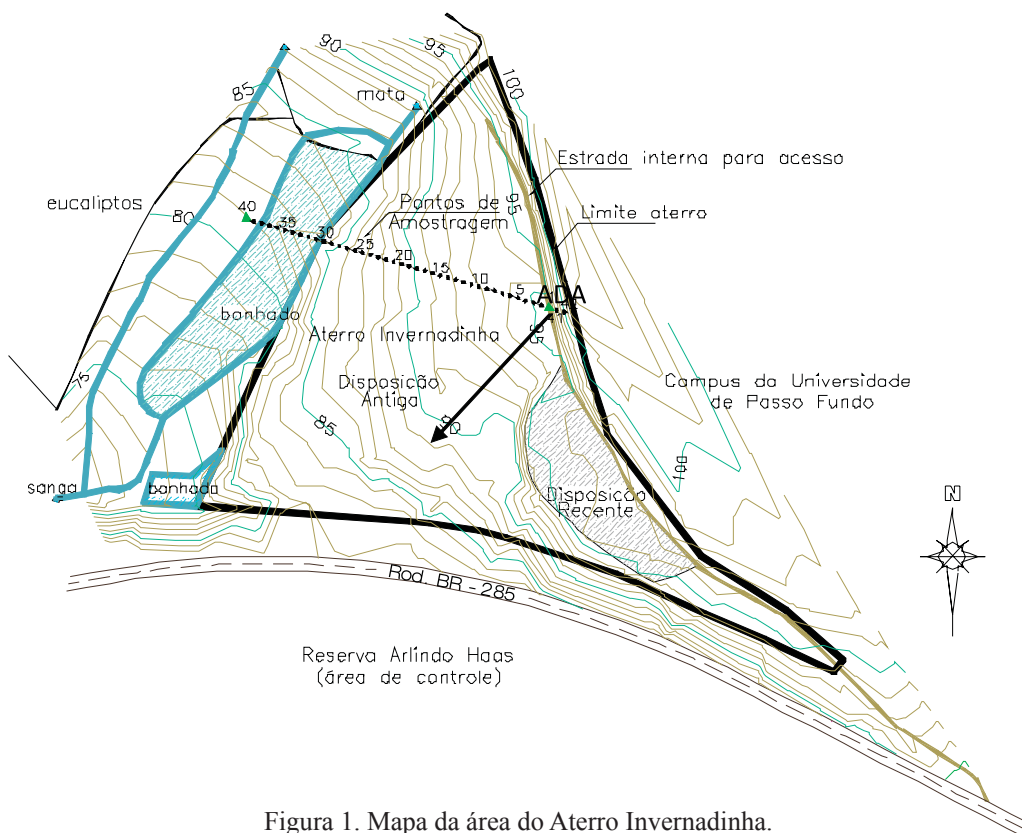 90
95
85
mata
100
Estrada interna para acesso
95
eucaliptos
80
40
35
30
25
20
15
10
5
Pontos de
Amostragem
Limite aterro
ADA
banhado
Aterro Invernadinha
95
Disposição
Antiga
90
85
75
Campus da Universidade
de Passo Fundo
100
sanga
banhado
Disposição
Recente
N
Rod. BR - 285
Reserva Arlindo Haas
(área de controle)
Figura 1. Mapa da área do Aterro Invernadinha.